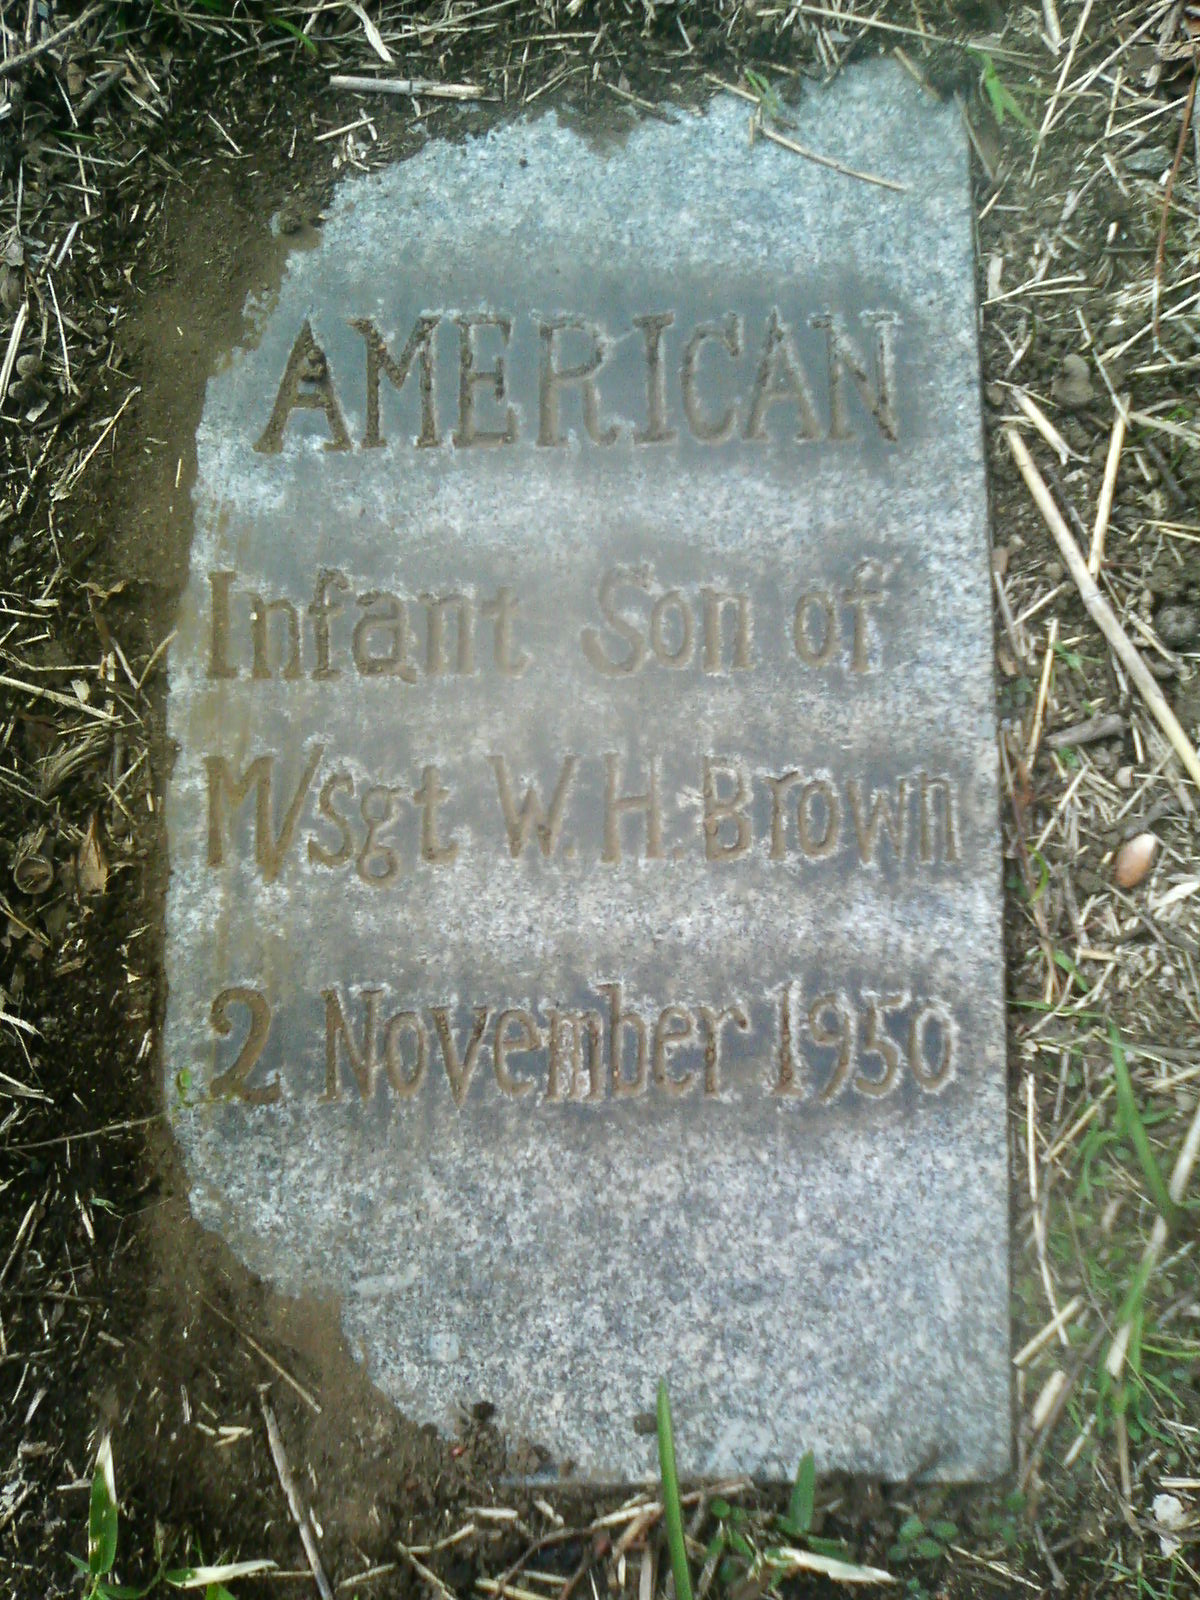 AMERICAN
Infant Son of
M/Sgt W.H. Brown
2 November 1950